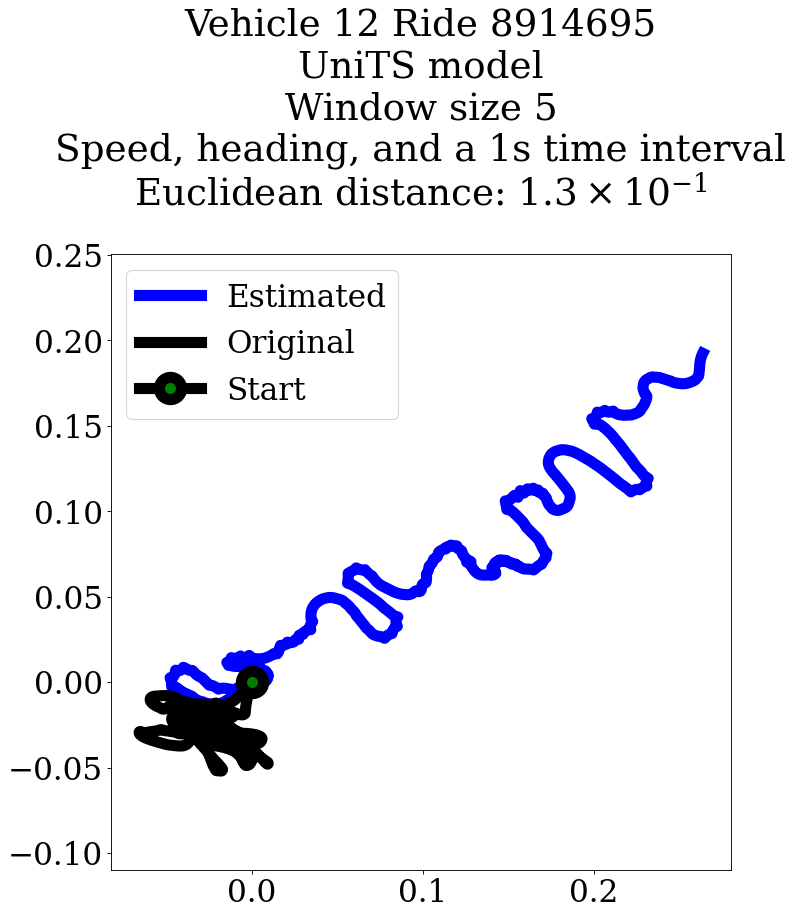 Vehicle 12 Ride 8914695
UniTS model
Window size 5
Speed, heading, and a 1s time interval
Euclidean distance: 1.3 × 10⁻¹
0.25
0.20
0.15
0.10
0.05
0.00
−0.05
−0.10
Estimated
Original
Start
0.0
0.1
0.2